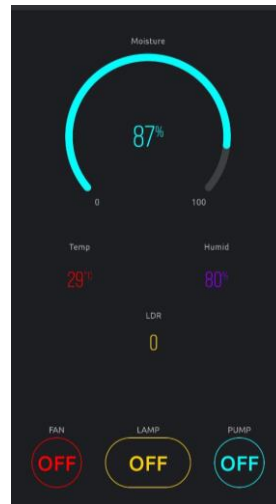 Moisture
87%
0 100
Temp Humid
29°C 80%
LDR
0
FAN LAMP PUMP
OFF OFF OFF